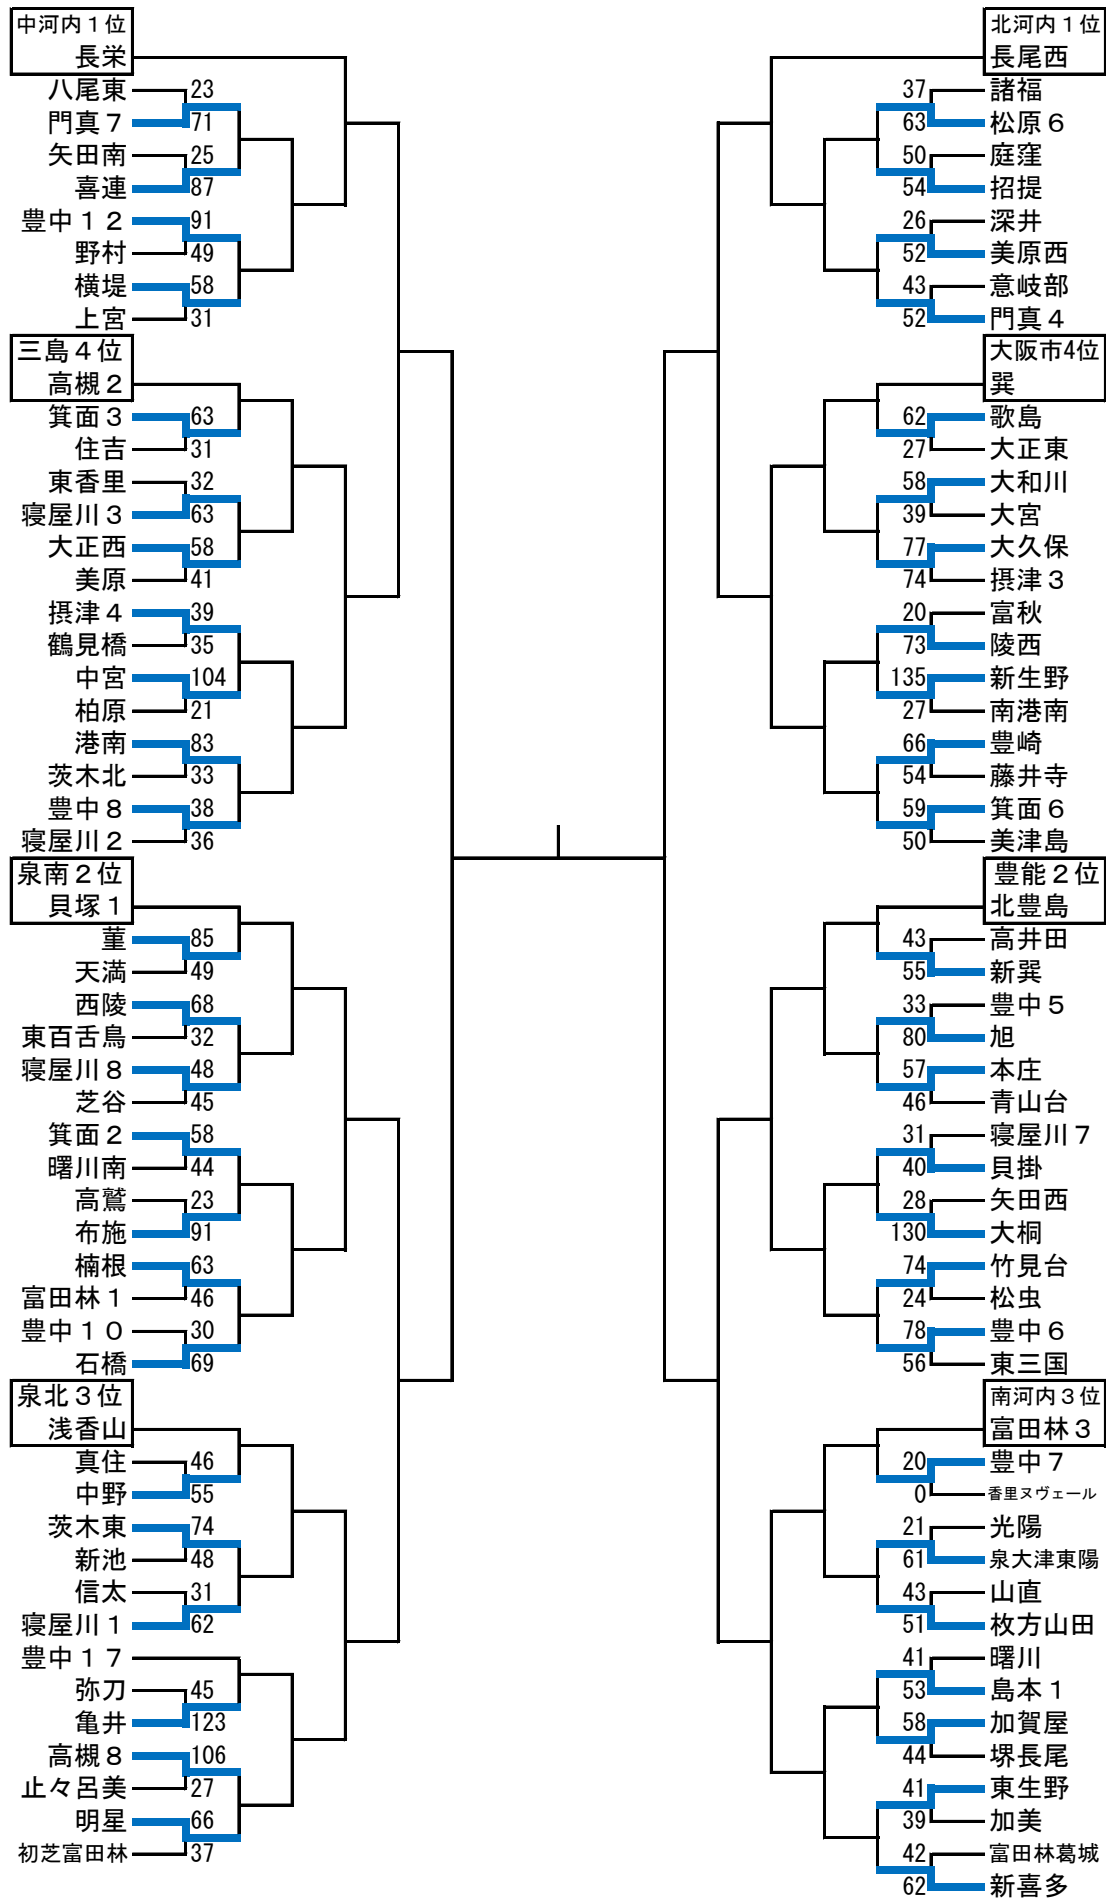 中河内１位
長栄
八尾東 23
門真７ 71
矢田南 25
喜連 87
豊中１２ 91
野村 49
横堤 58
上宮 31
三島４位
高槻２
箕面３ 63
住吉 31
東香里 32
寝屋川３ 63
大正西 58
美原 41
摂津４ 39
鶴見橋 35
中宮 104
柏原 21
港南 83
茨木北 33
豊中８ 38
寝屋川２ 36
泉南２位
貝塚１
菫 85
天満 49
西陵 68
東百舌鳥 32
寝屋川８ 48
芝谷 45
箕面２ 58
曙川南 44
高鷲 23
布施 91
楠根 63
富田林１ 46
豊中１０ 30
石橋 69
泉北３位
浅香山
真住 46
中野 55
茨木東 74
新池 48
信太 31
寝屋川１ 62
豊中１７
弥刀 45
亀井 123
高槻８ 106
止々呂美 27
明星 66
初芝富田林 37
北河内１位
長尾西
37 諸福
63 松原６
50 庭窪
54 招提
26 深井
52 美原西
43 意岐部
52 門真４
大阪市4位
巽
62 歌島
27 大正東
58 大和川
39 大宮
77 大久保
74 摂津３
20 富秋
73 陵西
135 新生野
27 南港南
66 豊崎
54 藤井寺
59 箕面６
50 美津島
豊能２位
北豊島
43 高井田
55 新巽
33 豊中５
80 旭
57 本庄
46 青山台
31 寝屋川７
40 貝掛
28 矢田西
130 大桐
74 竹見台
24 松虫
78 豊中６
56 東三国
南河内３位
富田林３
20 豊中７
0 香里ヌヴェール
21 光陽
61 泉大津東陽
43 山直
51 枚方山田
41 曙川
53 島本１
58 加賀屋
44 堺長尾
41 東生野
39 加美
42 富田林葛城
62 新喜多